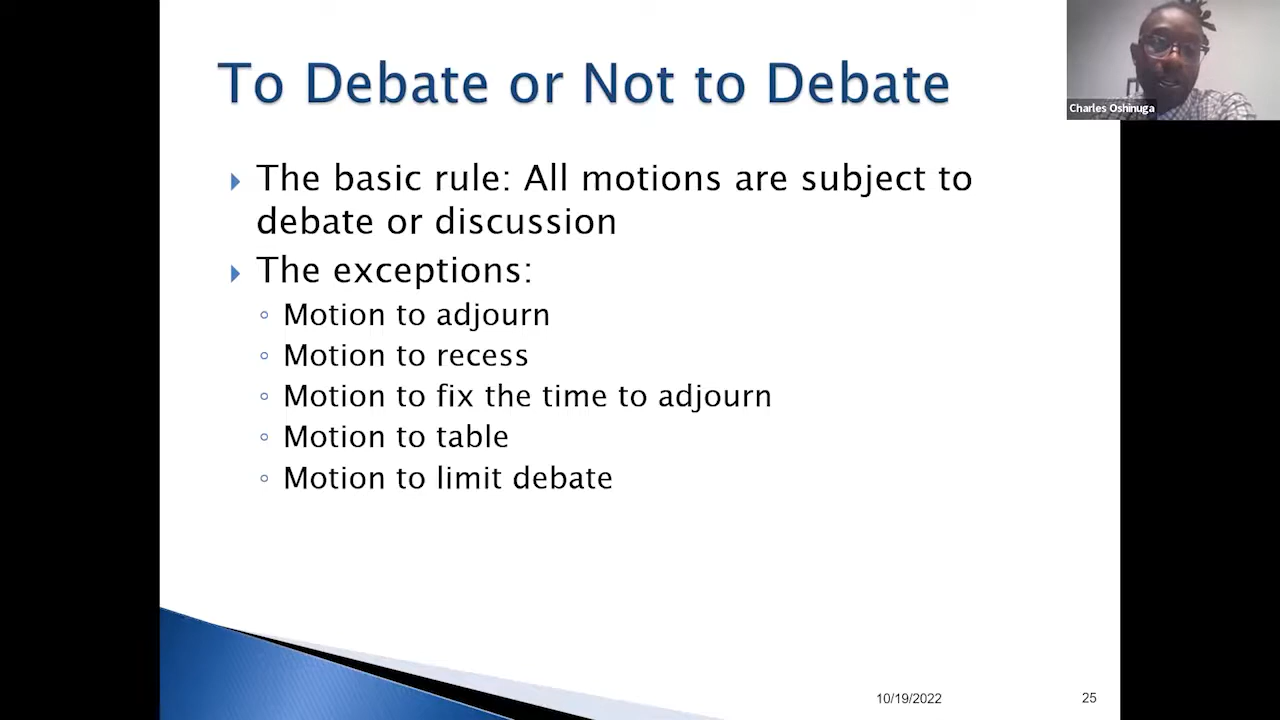 To Debate or Not to Debate
Charles Oshinuga
The basic rule: All motions are subject to
debate or discussion
The exceptions:
Motion to adjourn
Motion to recess
Motion to fix the time to adjourn
Motion to table
Motion to limit debate
10/19/2022
25